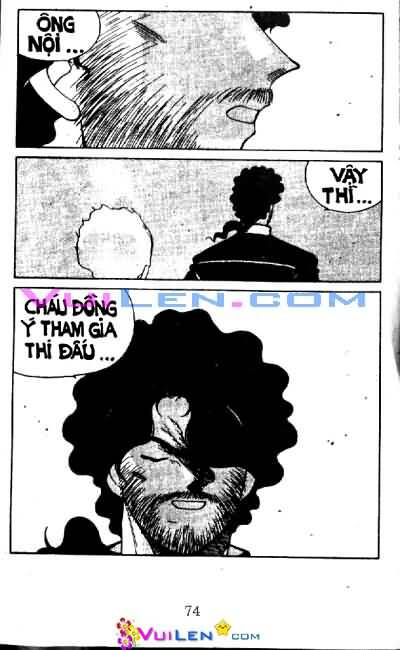 ÔNG
NỘI ...
VẬY
THÌ ...
VUILEN.COM
CHÁU ĐỒNG
Ý THAM GIA
THI ĐẤU ...
74
VUILEN.COM